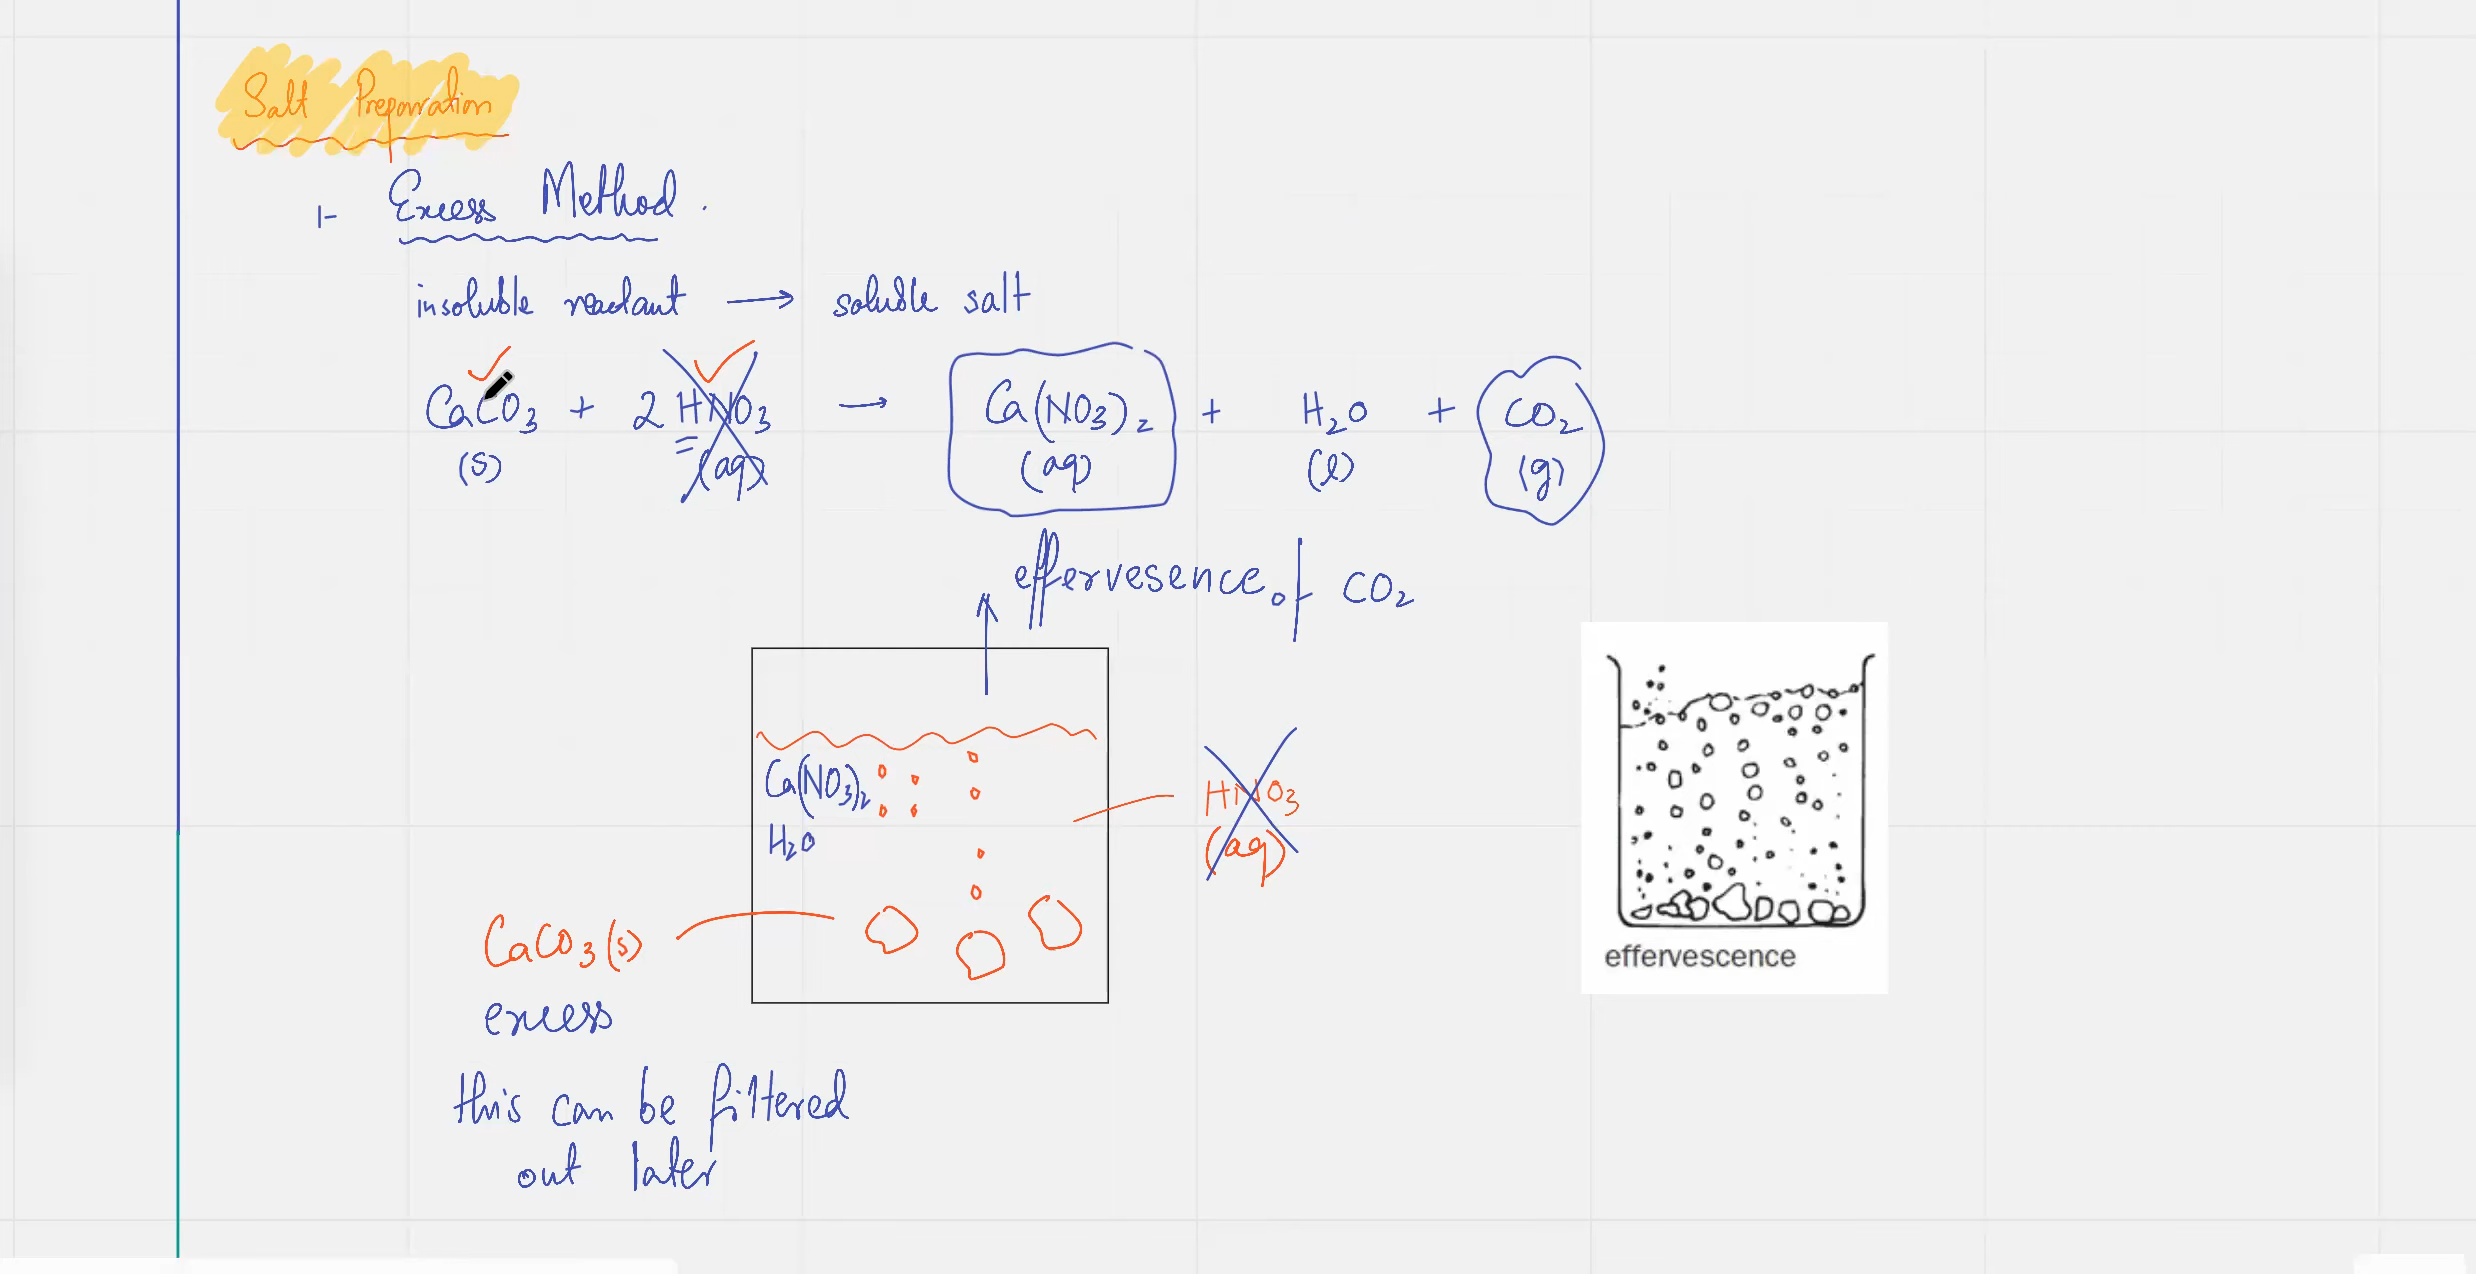 Salt Preparation
1- Excess Method.
insoluble reactant → soluble salt
CaCO3 + 2 HNO3 → Ca(NO3)2 + H2O + CO2
(s) (aq) (aq) (l) (g)
effervesence of CO2
Ca(NO3)2
H2O
HNO3
(aq)
CaCO3(s)
excess
this can be filtered
out later
effervescence